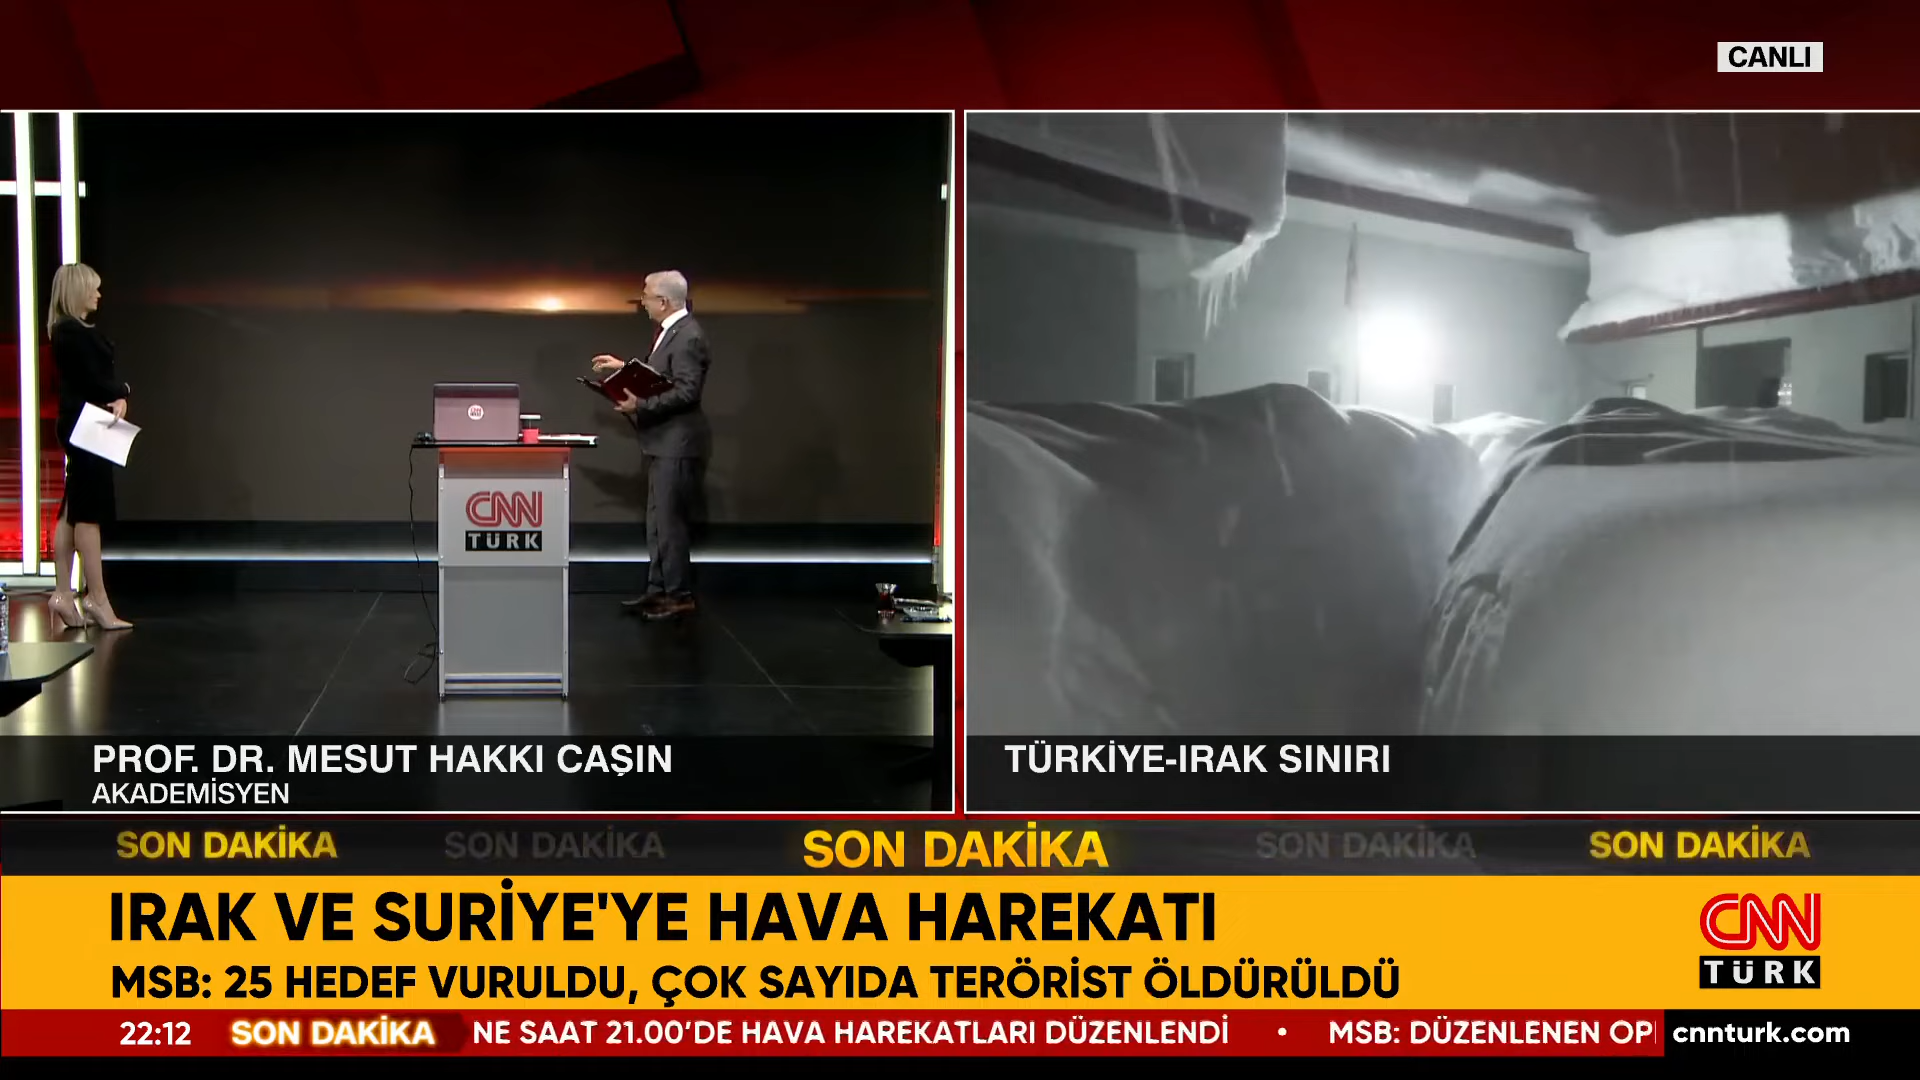 CANLI
CNN
TÜRK
PROF. DR. MESUT HAKKI CAŞIN
AKADEMİSYEN
TÜRKİYE-IRAK SINIRI
SON DAKİKA SON DAKİKA SON DAKİKA SON DAKİKA SON DAKİKA
IRAK VE SURİYE'YE HAVA HAREKATI
MSB: 25 HEDEF VURULDU, ÇOK SAYIDA TERÖRİST ÖLDÜRÜLDÜ
CNN
TÜRK
22:12 SON DAKİKA NE SAAT 21.00’DE HAVA HAREKATLARI DÜZENLENDİ • MSB: DÜZENLENEN OP cnnturk.com